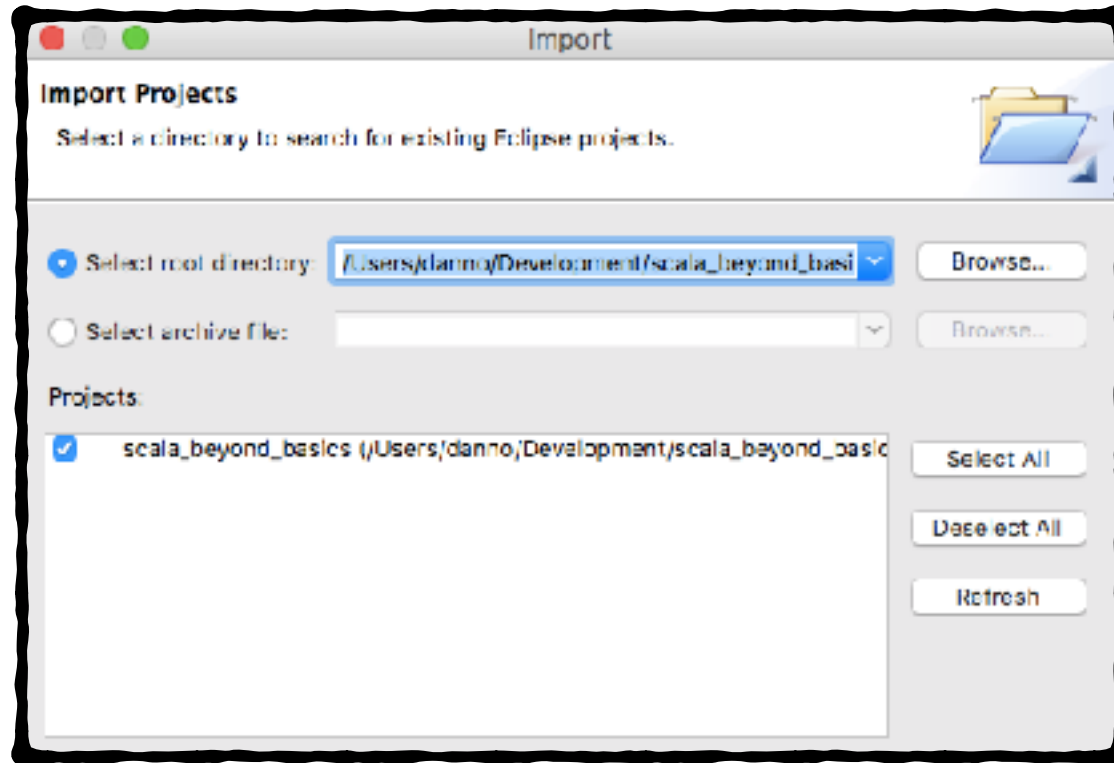 Import
Import Projects
Select a directory to search for existing Eclipse projects.
Select root directory: /Users/danno/Development/scala_beyond_basi Browse...
Select archive file: Browse...
Projects:
scala_beyond_basics (/Users/danno/Development/scala_beyond_basic
Select All
Deselect All
Refresh